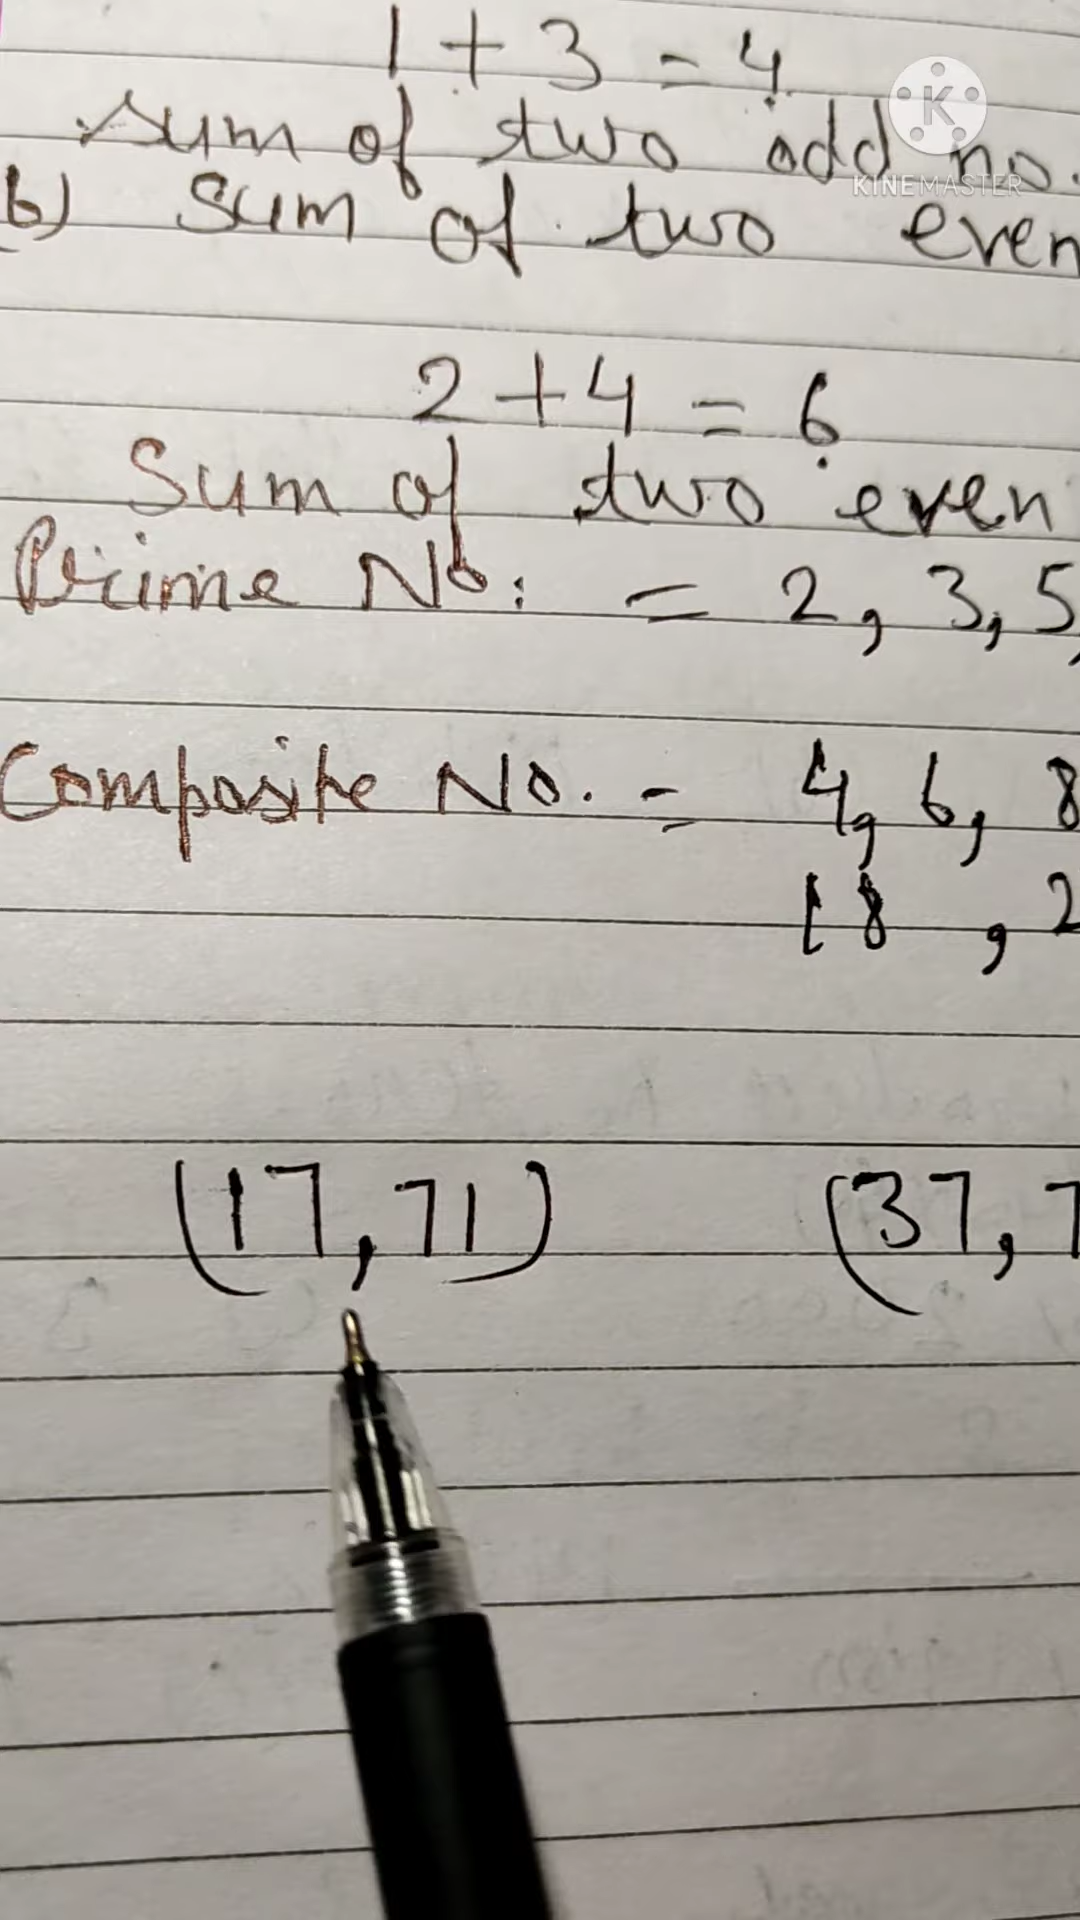 1 + 3 = 4
Sum of two odd no.
b) Sum of two even
2 + 4 = 6
Sum of two even
Prime No. = 2, 3, 5,
Composite No. = 4, 6, 8
18 , 2
(17, 71) (37, 7
K
KINEMASTER